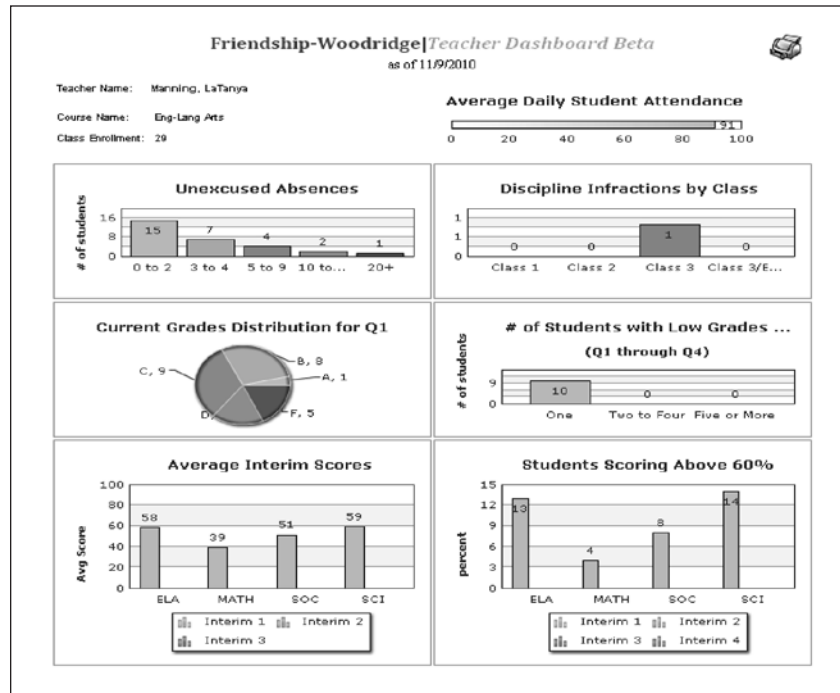 Friendship-Woodridge|Teacher Dashboard Beta
as of 11/9/2010
Teacher Name: Manning, LaTanya
Course Name: Eng-Lang Arts
Class Enrollment: 29
Average Daily Student Attendance
91
0 20 40 60 80 100
Unexcused Absences
# of students
16
8
0
15 7 4 2 1
0 to 2 3 to 4 5 to 9 10 to... 20+
Discipline Infractions by Class
1
1
0
0 0 1 0
Class 1 Class 2 Class 3 Class 3/E...
Current Grades Distribution for Q1
B, 8
A, 1
C, 9
D,
F, 5
# of Students with Low Grades ...
(Q1 through Q4)
# of students
9
0
10 0 0
One Two to Four Five or More
Average Interim Scores
Avg Score
100
80
60
40
20
0
58 39 51 59
ELA MATH SOC SCI
Interim 1 Interim 2
Interim 3
Students Scoring Above 60%
percent
15
12
9
6
3
0
13 4 8 14
ELA MATH SOC SCI
Interim 1 Interim 2
Interim 3 Interim 4